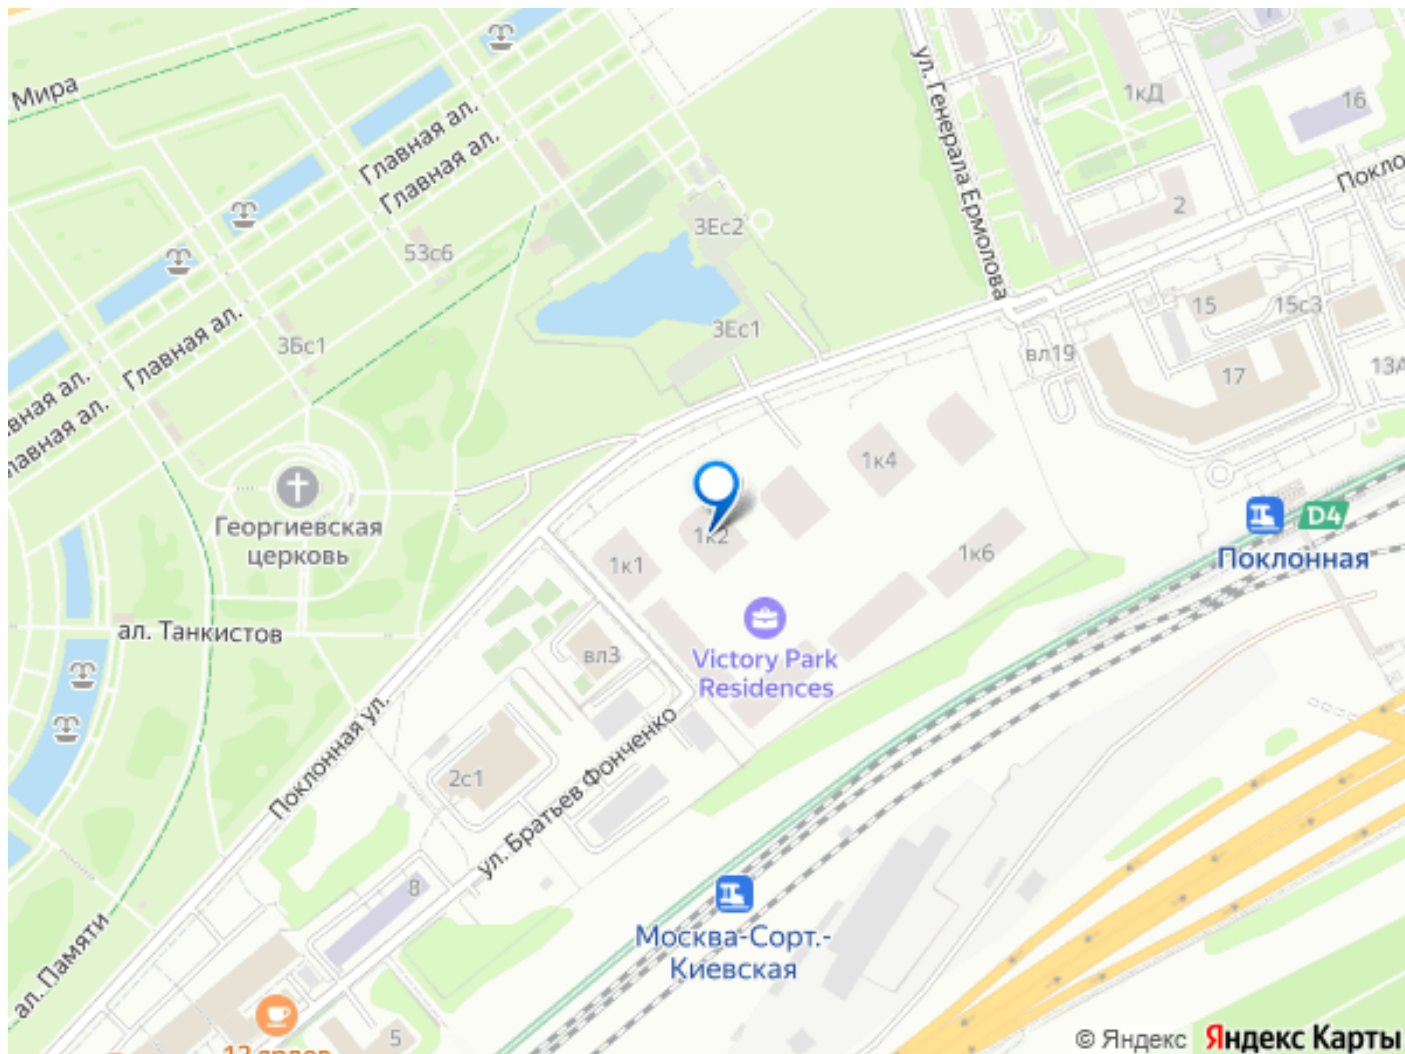 Мира
Главная ал.
Главная ал.
ул. Генерала Ермолова
1кД
16
Покло
2
3Ес2
53с6
Главная ал.
3Бс1
3Ес1
15
15с3
вл19
17
13А
1к4
Георгиевская
церковь
1к2
1к1
1к6
D4
Поклонная
ал. Танкистов
вл3
Victory Park
Residences
Поклонная ул.
2с1
ул. Братьев Фонченко
8
Москва-Сорт.-
Киевская
ал. Памяти
5
© Яндекс Яндекс Карты